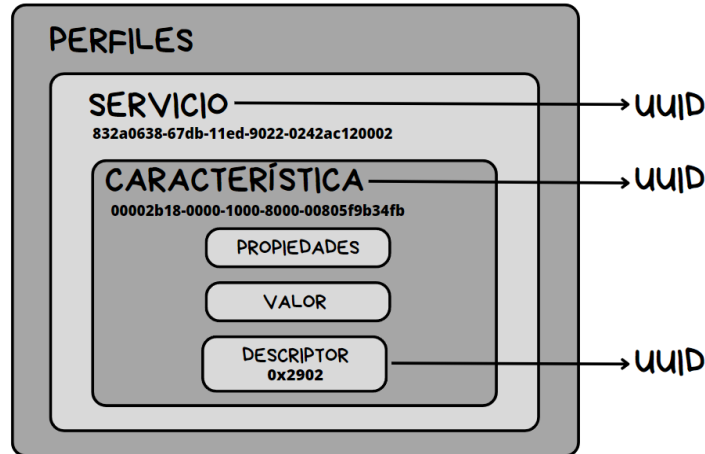 PERFILES
SERVICIO
UUID
832a0638-67db-11ed-9022-0242ac120002
CARACTERÍSTICA
UUID
00002b18-0000-1000-8000-00805f9b34fb
PROPIEDADES
VALOR
DESCRIPTOR
0x2902
UUID